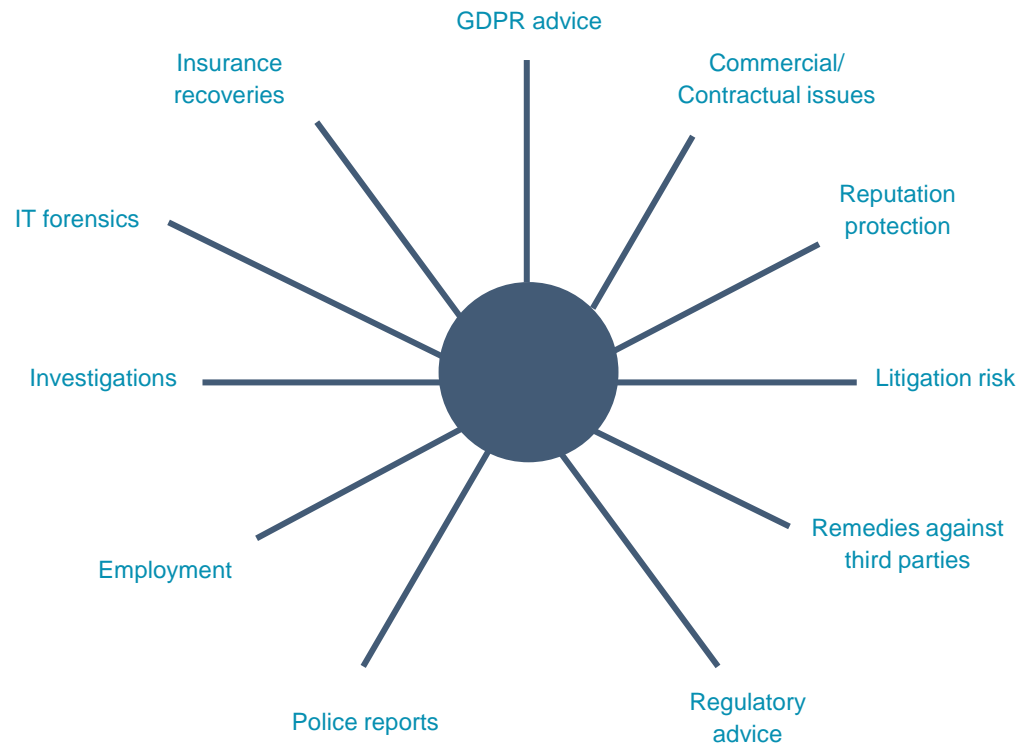 GDPR advice
Insurance
recoveries
Commercial/
Contractual issues
Reputation
protection
IT forensics
Investigations
Litigation risk
Remedies against
third parties
Employment
Regulatory
advice
Police reports